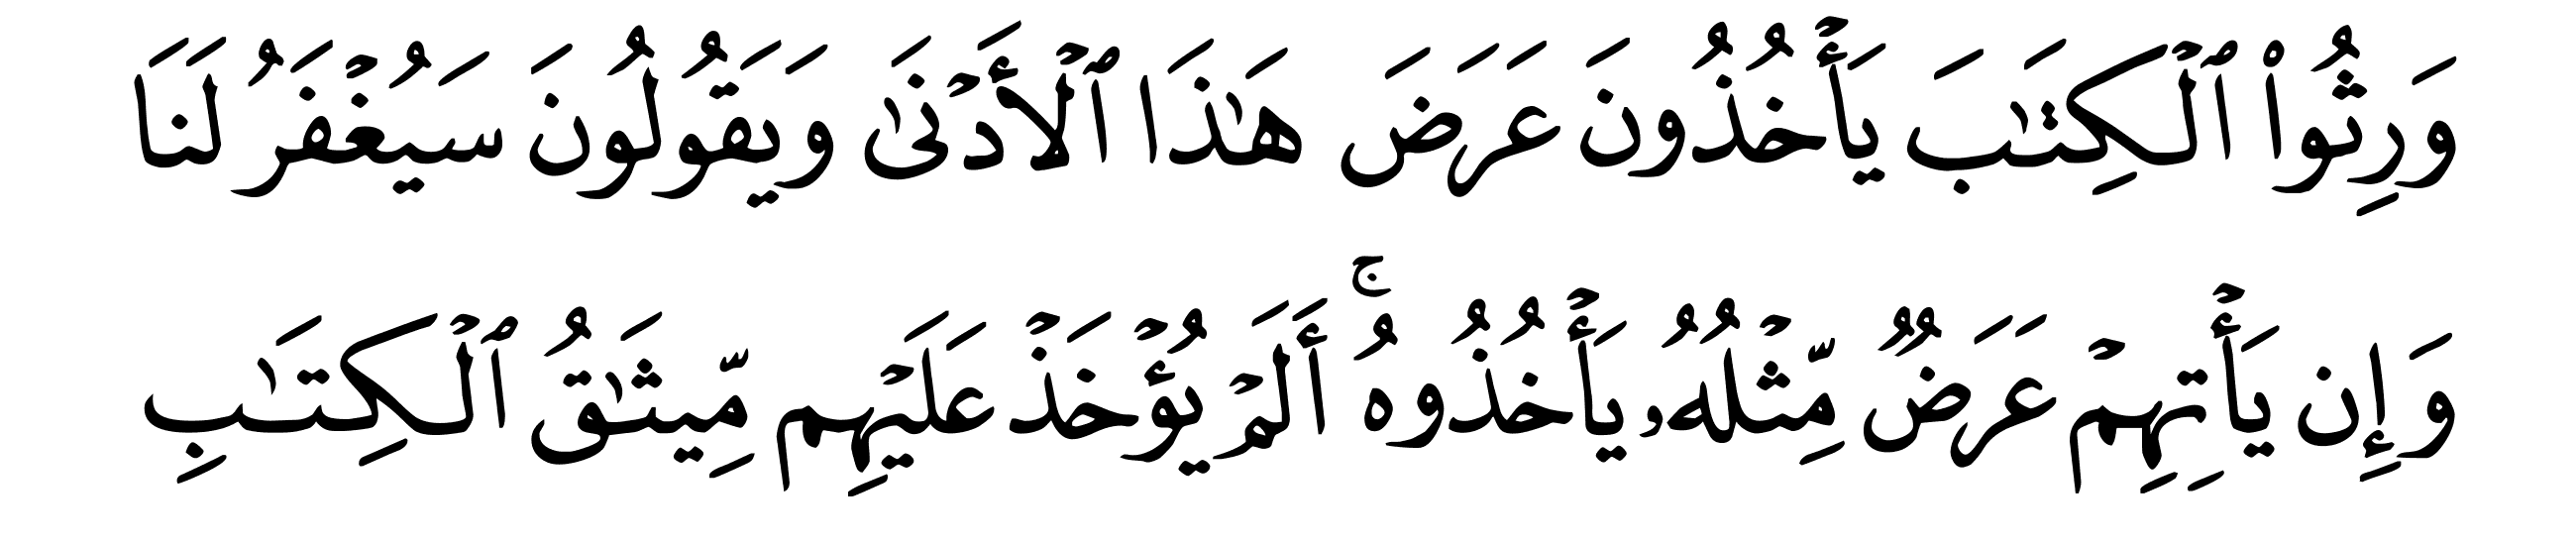 وَرِثُوا۟ ٱلْكِتَـٰبَ يَأْخُذُونَ عَرَضَ هَـٰذَا ٱلْأَدْنَىٰ وَيَقُولُونَ سَيُغْفَرُ لَنَا
وَإِن يَأْتِهِمْ عَرَضٌ مِّثْلُهُۥ يَأْخُذُوهُ ۚ أَلَمْ يُؤْخَذْ عَلَيْهِم مِّيثَـٰقُ ٱلْكِتَـٰبِ